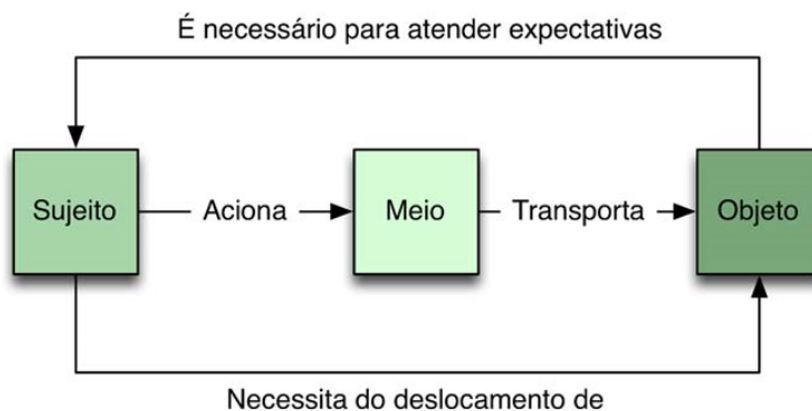 É necessário para atender expectativas
Sujeito Aciona Meio Transporta Objeto
Necessita do deslocamento de